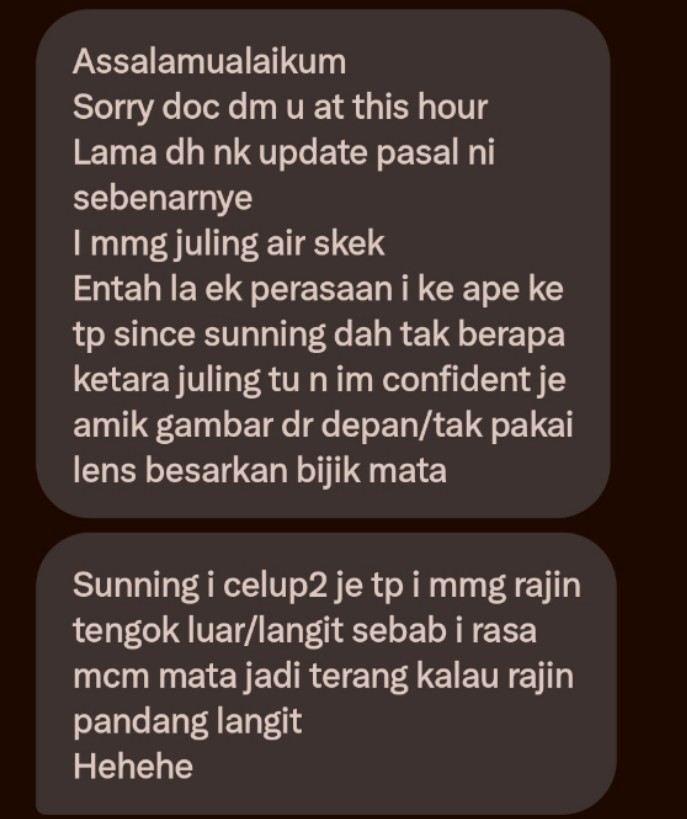 Assalamualaikum
Sorry doc dm u at this hour
Lama dh nk update pasal ni
sebenarnye
I mmg juling air skek
Entah la ek perasaan i ke ape ke
tp since sunning dah tak berapa
ketara juling tu n im confident je
amik gambar dr depan/tak pakai
lens besarkan bijik mata
Sunning i celup2 je tp i mmg rajin
tengok luar/langit sebab i rasa
mcm mata jadi terang kalau rajin
pandang langit
Hehehe